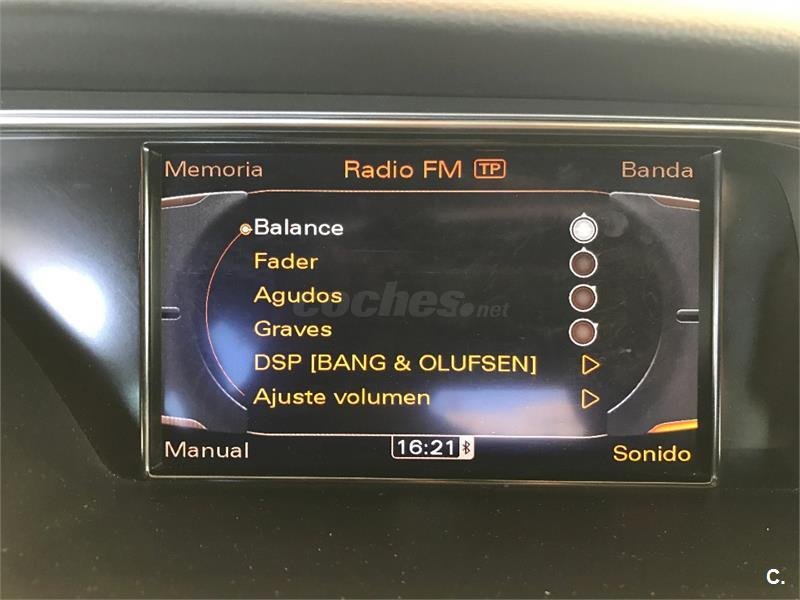 Memoria Radio FM TP Banda
Balance
Fader
Agudos
coches.net
Graves
DSP [BANG & OLUFSEN]
Ajuste volumen
Manual 16:21 Sonido
C.